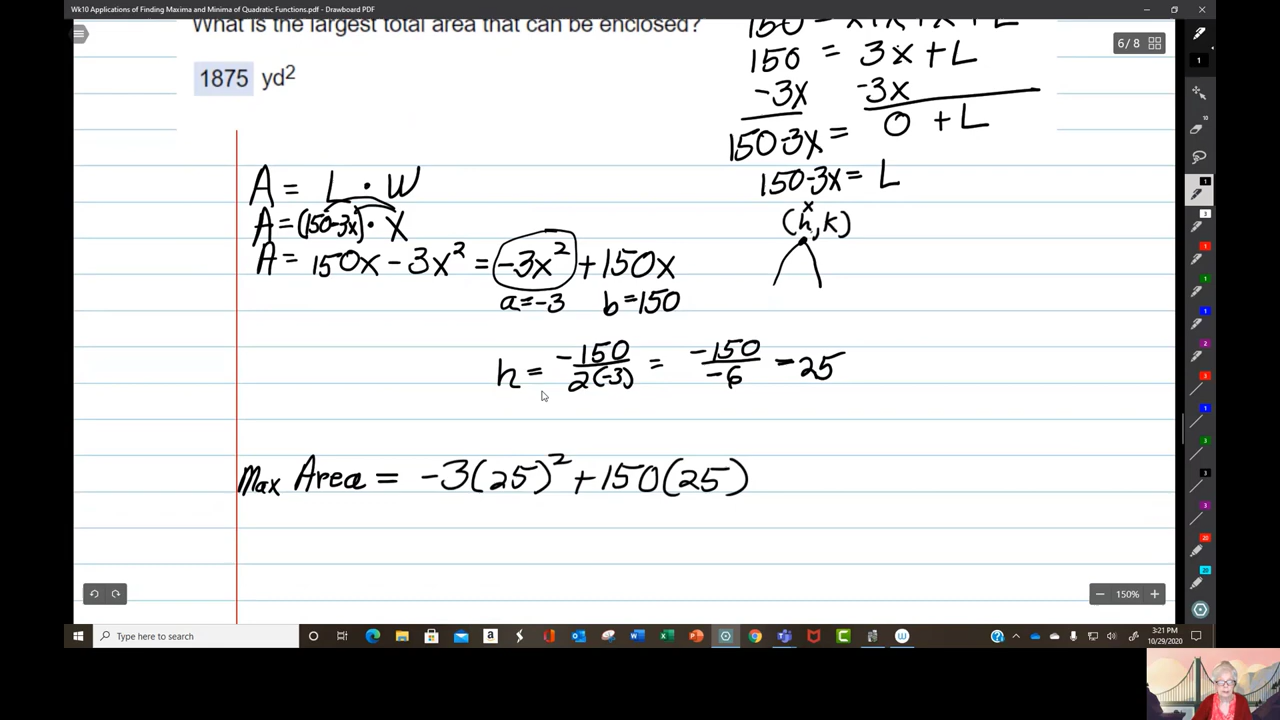 Wk10 Applications of Finding Maxima and Minima of Quadratic Functions.pdf - Drawboard PDF
What is the largest total area that can be enclosed?
1875 yd²
6 / 8
150 = 3x + L
-3x -3x
150-3x = 0 + L
150-3x = L
x
(h,k)
A = L · W
A = (150-3x) · X
A = 150x - 3x² = -3x² + 150x
a=-3 b=150
h = -150/2(-3) = -150/-6 = 25
Max Area = -3(25)² + 150(25)
150%
Type here to search
3:21 PM
10/29/2020